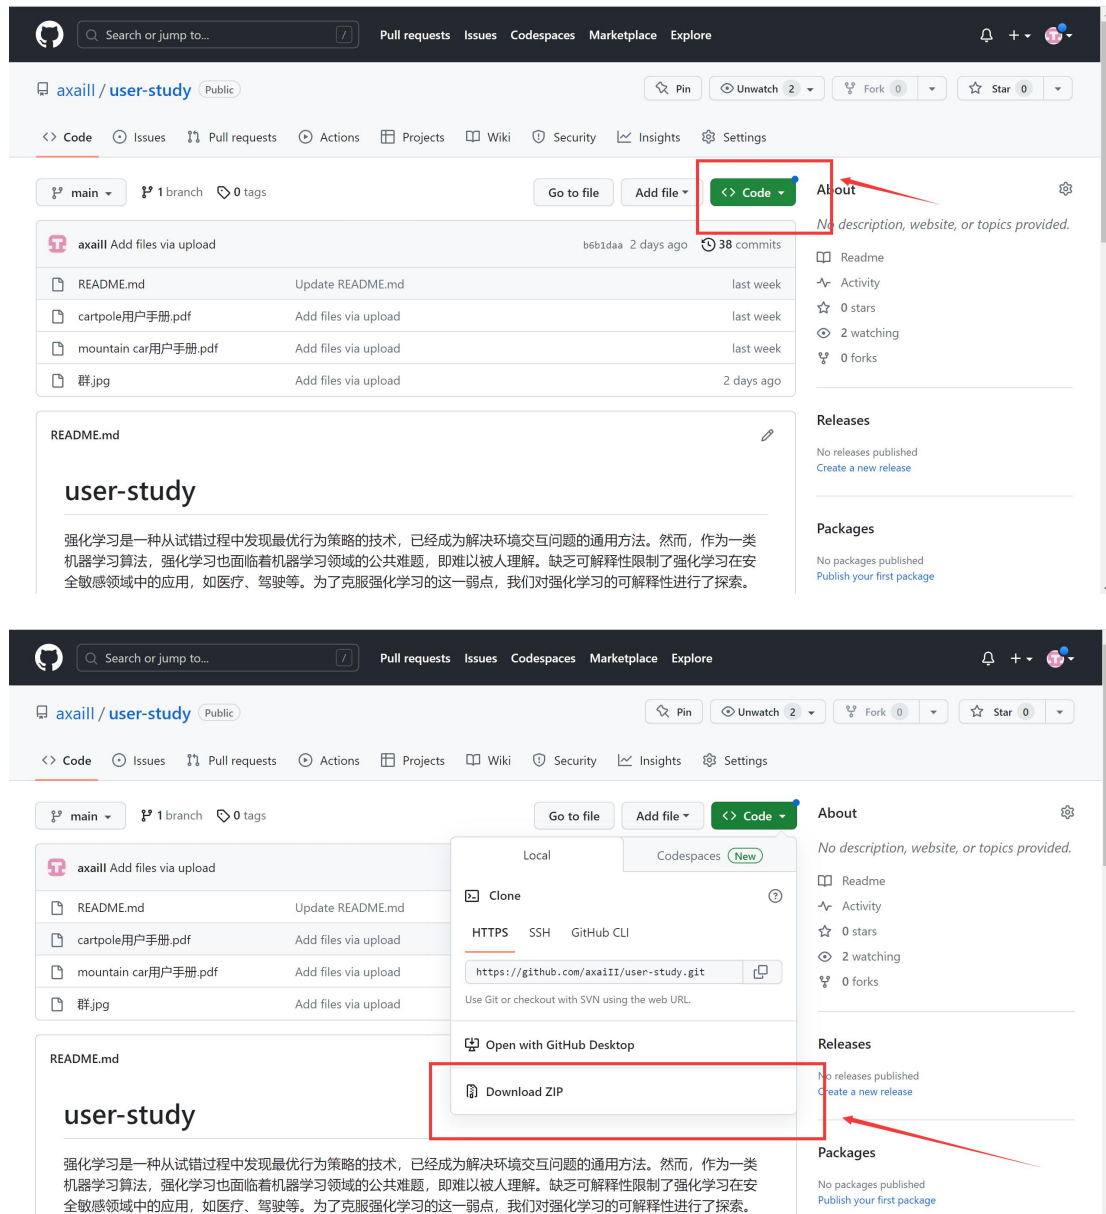 Search or jump to... / Pull requests Issues Codespaces Marketplace Explore
axaill / user-study Public
Pin Unwatch 2 Fork 0 Star 0
<> Code Issues Pull requests Actions Projects Wiki Security Insights Settings
main 1 branch 0 tags Go to file Add file <> Code
About
No description, website, or topics provided.
axaill Add files via upload b6b1daa 2 days ago 38 commits
README.md Update README.md last week
cartpole用户手册.pdf Add files via upload last week
mountain car用户手册.pdf Add files via upload last week
群.jpg Add files via upload 2 days ago
Readme
Activity
0 stars
2 watching
0 forks
Releases
No releases published
Create a new release
Packages
No packages published
Publish your first package
README.md
user-study
强化学习是一种从试错过程中发现最优行为策略的技术，已经成为解决环境交互问题的通用方法。然而，作为一类
机器学习算法，强化学习也面临着机器学习领域的公共难题，即难以被人理解。缺乏可解释性限制了强化学习在安
全敏感领域中的应用，如医疗、驾驶等。为了克服强化学习的这一弱点，我们对强化学习的可解释性进行了探索。
Search or jump to... / Pull requests Issues Codespaces Marketplace Explore
axaill / user-study Public
Pin Unwatch 2 Fork 0 Star 0
<> Code Issues Pull requests Actions Projects Wiki Security Insights Settings
main 1 branch 0 tags Go to file Add file <> Code
axaill Add files via upload
README.md Update README.md
cartpole用户手册.pdf Add files via upload
mountain car用户手册.pdf Add files via upload
群.jpg Add files via upload
Local Codespaces New
Clone
HTTPS SSH GitHub CLI
https://github.com/axaiII/user-study.git
Use Git or checkout with SVN using the web URL.
Open with GitHub Desktop
Download ZIP
About
No description, website, or topics provided.
Readme
Activity
0 stars
2 watching
0 forks
Releases
No releases published
Create a new release
Packages
No packages published
Publish your first package
README.md
user-study
强化学习是一种从试错过程中发现最优行为策略的技术，已经成为解决环境交互问题的通用方法。然而，作为一类
机器学习算法，强化学习也面临着机器学习领域的公共难题，即难以被人理解。缺乏可解释性限制了强化学习在安
全敏感领域中的应用，如医疗、驾驶等。为了克服强化学习的这一弱点，我们对强化学习的可解释性进行了探索。